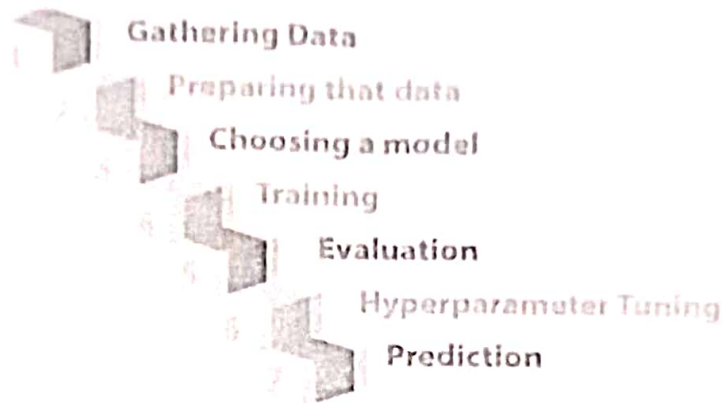 Gathering Data
Preparing that data
Choosing a model
Training
Evaluation
Hyperparameter Tuning
Prediction